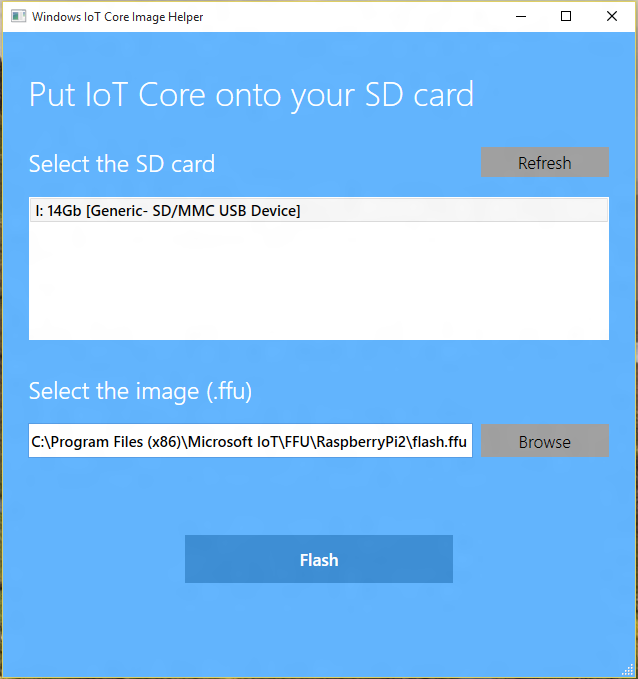 Windows IoT Core Image Helper
Put IoT Core onto your SD card
Select the SD card
Refresh
I: 14Gb [Generic- SD/MMC USB Device]
Select the image (.ffu)
C:\Program Files (x86)\Microsoft IoT\FFU\RaspberryPi2\flash.ffu
Browse
Flash